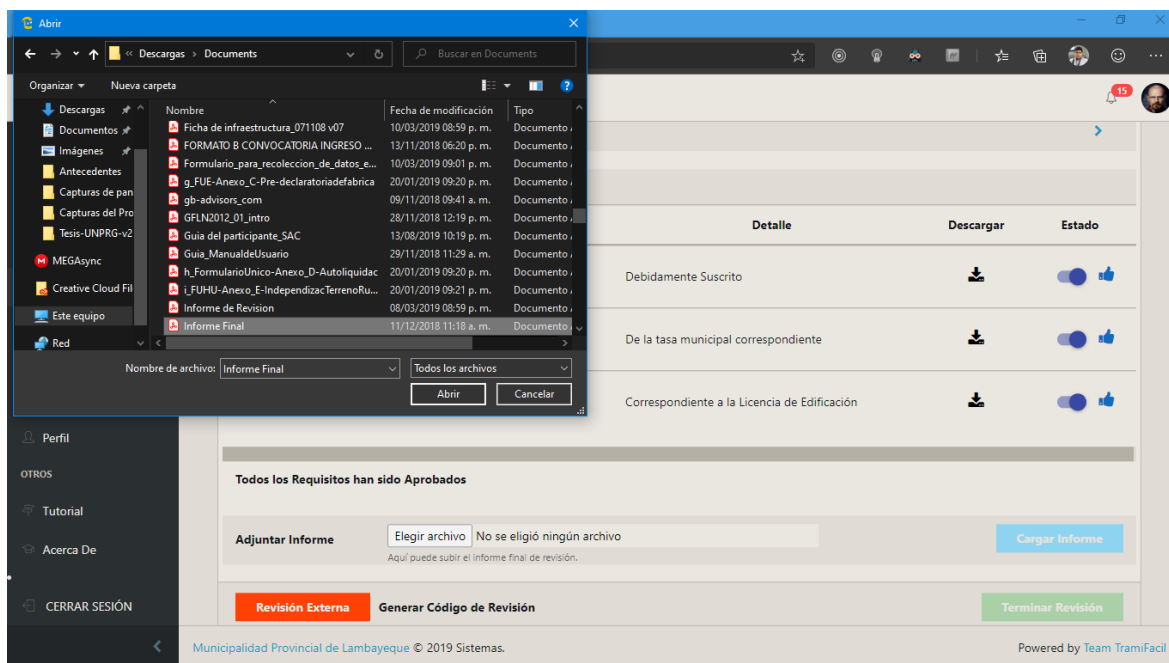 Abrir
« Descargas > Documents
Buscar en Documents
Organizar
Nueva carpeta
Descargas
Documentos
Imágenes
Antecedentes
Capturas de pan
Capturas del Pro
Tesis-UNPRG-v2
MEGAsync
Creative Cloud Fil
Este equipo
Red
Nombre Fecha de modificación Tipo
Ficha de infraestructura_071108 v07 10/03/2019 08:59 p. m. Documento
FORMATO B CONVOCATORIA INGRESO ... 13/11/2018 06:20 p. m. Documento
Formulario_para_recoleccion_de_datos_e... 10/03/2019 09:01 p. m. Documento
g_FUE-Anexo_C-Pre-declaratoriadefabrica 20/01/2019 09:20 p. m. Documento
gb-advisors_com 09/11/2018 09:41 a. m. Documento
GFLN2012_01_intro 28/11/2018 12:19 p. m. Documento
Guia del participante_SAC 13/08/2019 10:19 p. m. Documento
Guia_ManualdeUsuario 29/11/2018 11:29 a. m. Documento
h_FormularioUnico-Anexo_D-Autoliquidac 20/01/2019 09:20 p. m. Documento
i_FUHU-Anexo_E-IndependizacTerrenoRu... 20/01/2019 09:21 p. m. Documento
Informe de Revision 08/03/2019 08:59 p. m. Documento
Informe Final 11/12/2018 11:18 a. m. Documento
Nombre de archivo: Informe Final
Todos los archivos
Abrir Cancelar
15
Detalle Descargar Estado
Debidamente Suscrito
De la tasa municipal correspondiente
Correspondiente a la Licencia de Edificación
Perfil
OTROS
Tutorial
Acerca De
CERRAR SESIÓN
Todos los Requisitos han sido Aprobados
Adjuntar Informe Elegir archivo No se eligió ningún archivo Cargar Informe
Aquí puede subir el informe final de revisión.
Revisión Externa Generar Código de Revisión Terminar Revisión
Municipalidad Provincial de Lambayeque © 2019 Sistemas. Powered by Team TramiFacil